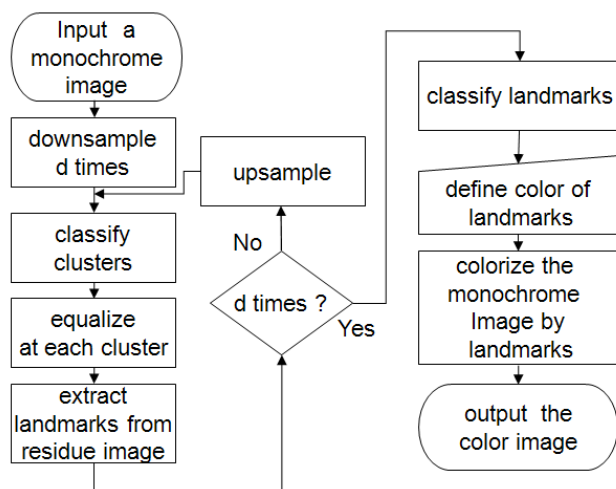 Input a
monochrome
image
downsample
d times
classify
clusters
equalize
at each cluster
extract
landmarks from
residue image
upsample
No
d times ?
Yes
classify landmarks
define color of
landmarks
colorize the
monochrome
Image by
landmarks
output the
color image